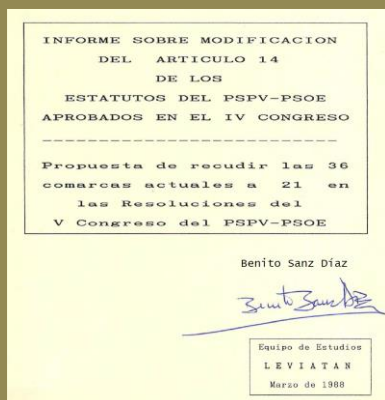 INFORME SOBRE MODIFICACION
DEL ARTICULO 14
DE LOS
ESTATUTOS DEL PSPV-PSOE
APROBADOS EN EL IV CONGRESO
----------------------------
Propuesta de recudir las 36
comarcas actuales a 21 en
las Resoluciones del
V Congreso del PSPV-PSOE
Benito Sanz Díaz
Benito Sanz Díaz
Equipo de Estudios
LEVIATAN
Marzo de 1988